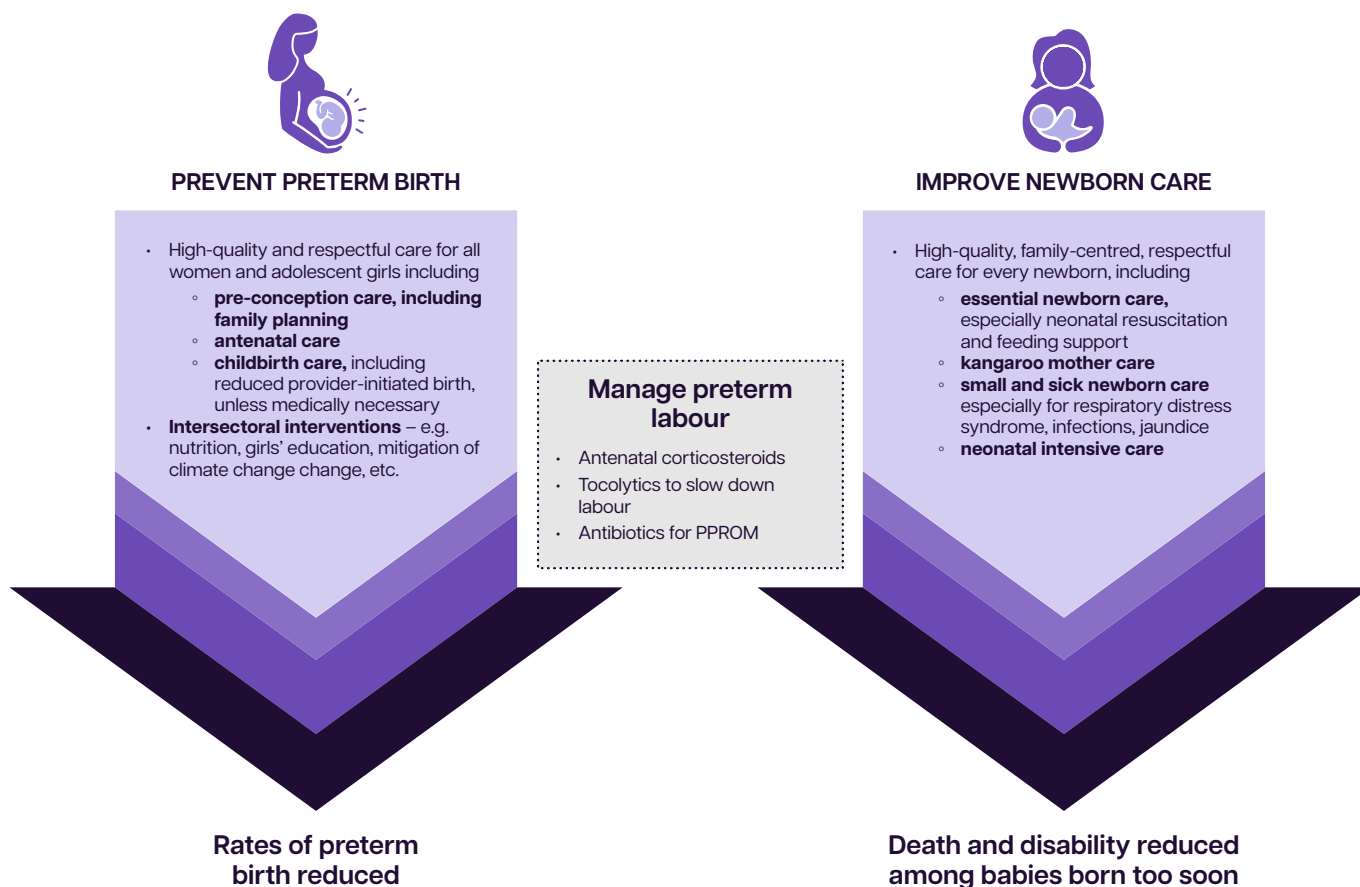 PREVENT PRETERM BIRTH
• High-quality and respectful care for all
women and adolescent girls including
◦ pre-conception care, including
family planning
◦ antenatal care
◦ childbirth care, including
reduced provider-initiated birth,
unless medically necessary
• Intersectoral interventions – e.g.
nutrition, girls’ education, mitigation of
climate change change, etc.
Rates of preterm
birth reduced
Manage preterm
labour
• Antenatal corticosteroids
• Tocolytics to slow down
labour
• Antibiotics for PPROM
IMPROVE NEWBORN CARE
• High-quality, family-centred, respectful
care for every newborn, including
◦ essential newborn care,
especially neonatal resuscitation
and feeding support
◦ kangaroo mother care
◦ small and sick newborn care
especially for respiratory distress
syndrome, infections, jaundice
◦ neonatal intensive care
Death and disability reduced
among babies born too soon